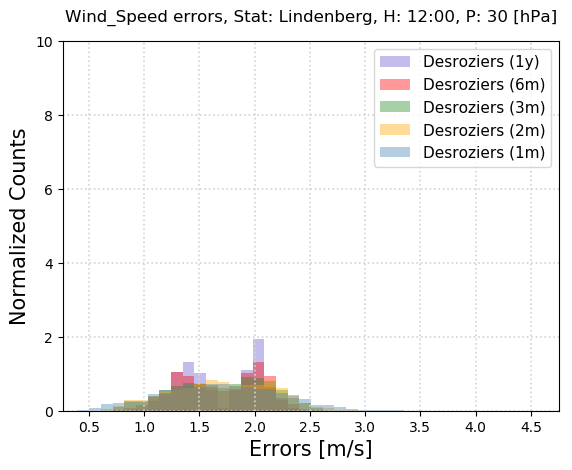 Wind_Speed errors, Stat: Lindenberg, H: 12:00, P: 30 [hPa]
Normalized Counts
10
8
6
4
2
0
Desroziers (1y)
Desroziers (6m)
Desroziers (3m)
Desroziers (2m)
Desroziers (1m)
0.5 1.0 1.5 2.0 2.5 3.0 3.5 4.0 4.5
Errors [m/s]